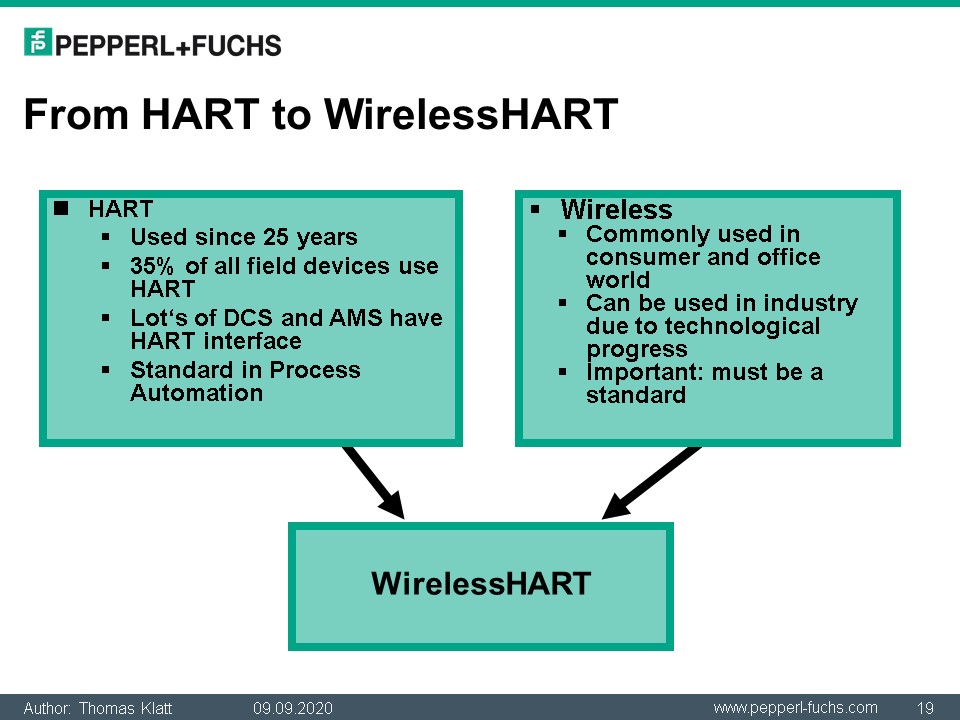 PEPPERL+FUCHS
From HART to WirelessHART
■ HART
▪ Used since 25 years
▪ 35% of all field devices use
HART
▪ Lot‘s of DCS and AMS have
HART interface
▪ Standard in Process
Automation
▪ Wireless
▪ Commonly used in
consumer and office
world
▪ Can be used in industry
due to technological
progress
▪ Important: must be a
standard
WirelessHART
Author: Thomas Klatt 09.09.2020 www.pepperl-fuchs.com 19